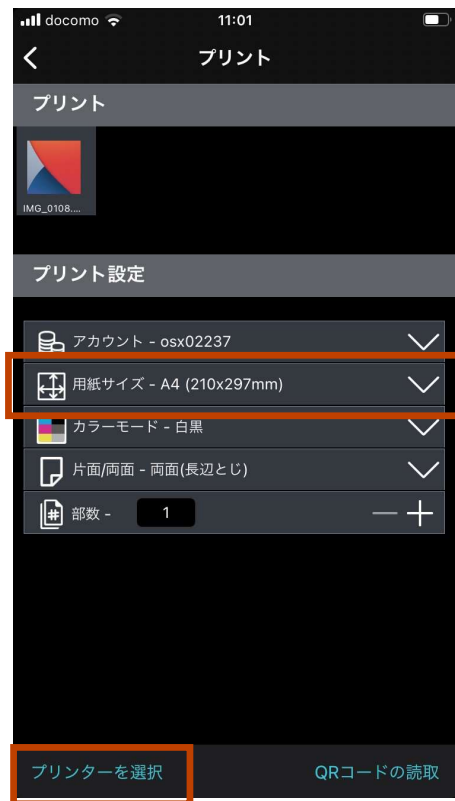 docomo 11:01
プリント
プリント
IMG_0108....
プリント設定
アカウント - osx02237
用紙サイズ - A4 (210x297mm)
カラーモード - 白黒
片面/両面 - 両面(長辺とじ)
部数 - 1
プリンターを選択 QRコードの読取